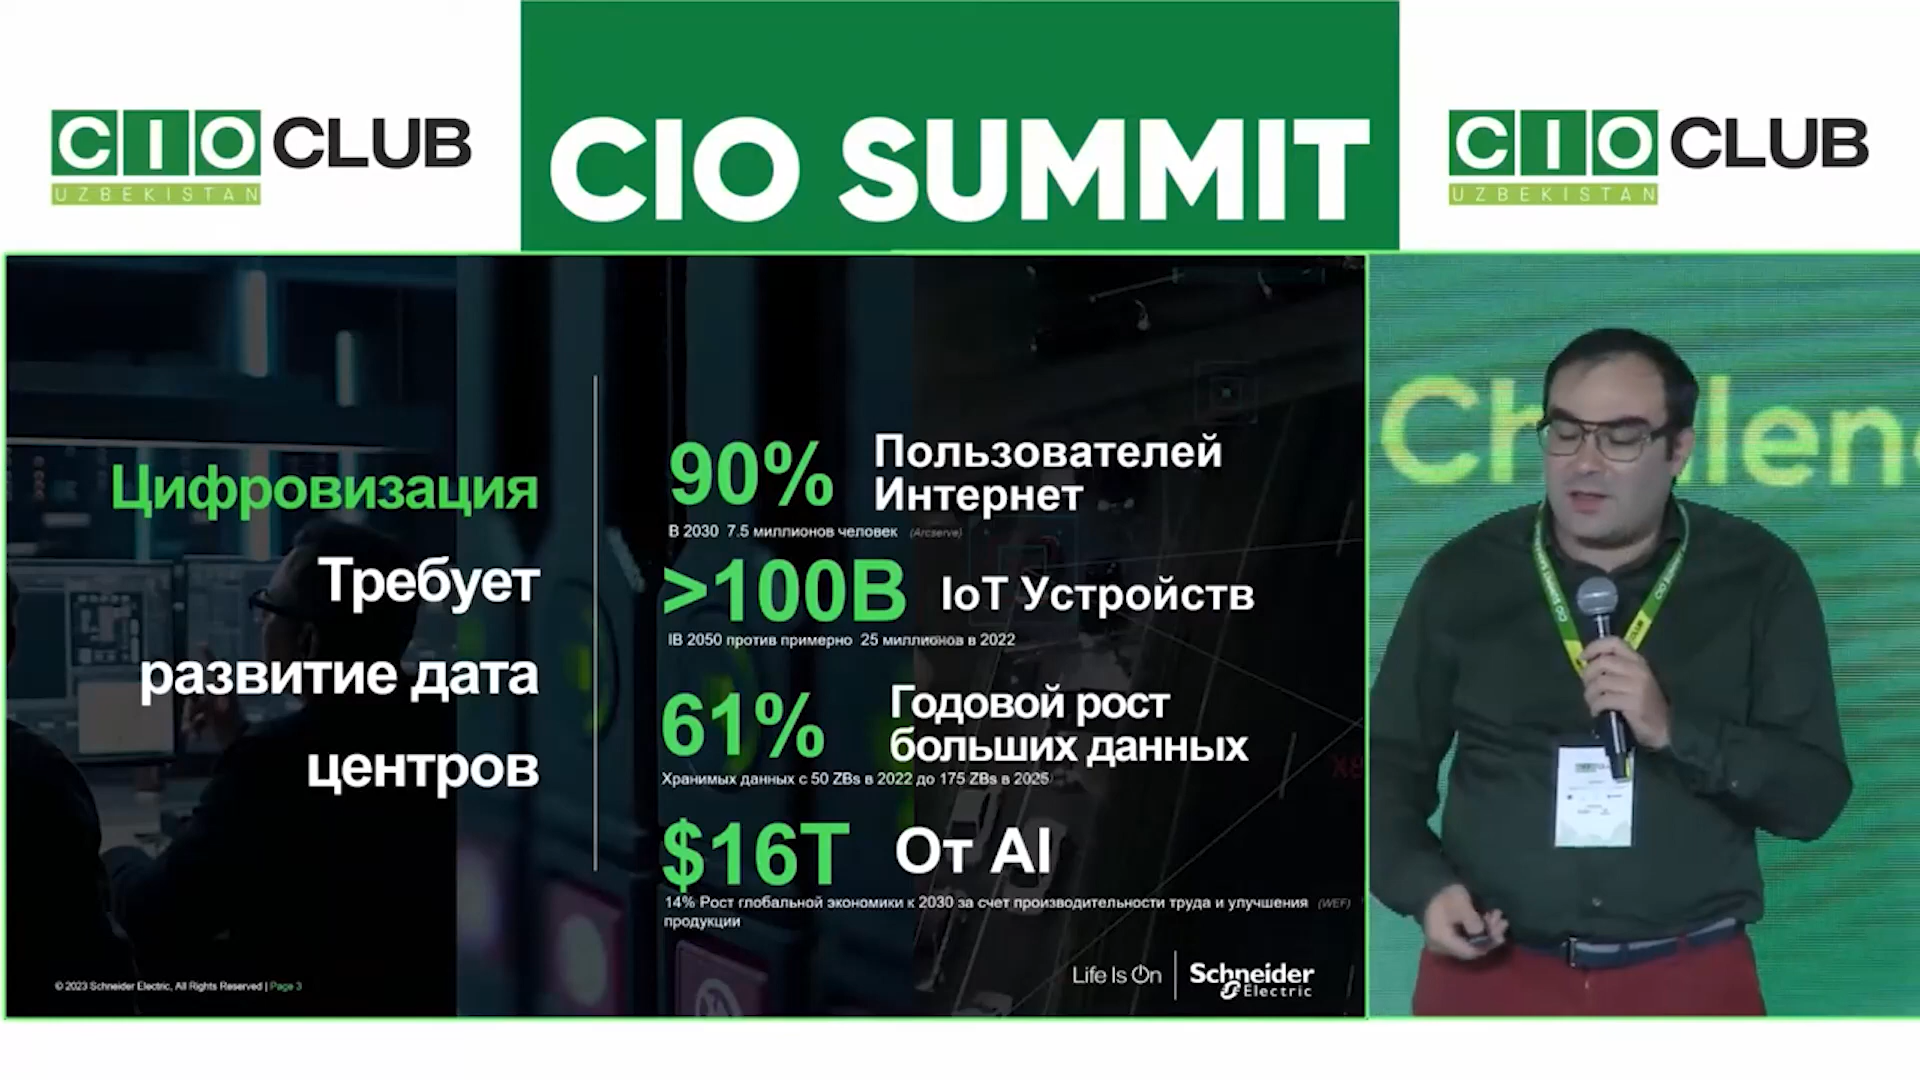 CIO CLUB
UZBEKISTAN
CIO SUMMIT
CIO CLUB
UZBEKISTAN
Цифровизация
Требует
развитие дата
центров
90% Пользователей
Интернет
В 2030 7.5 миллионов человек (Arcserve)
>100B IoT Устройств
IВ 2050 против примерно 25 миллионов в 2022
61% Годовой рост
больших данных
Хранимых данных с 50 ZBs в 2022 до 175 ZBs в 2025
$16T От AI
14% Рост глобальной экономики к 2030 за счет производительности труда и улучшения (WEF)
продукции
© 2023 Schneider Electric, All Rights Reserved | Page 3
Life Is On
Schneider
Electric